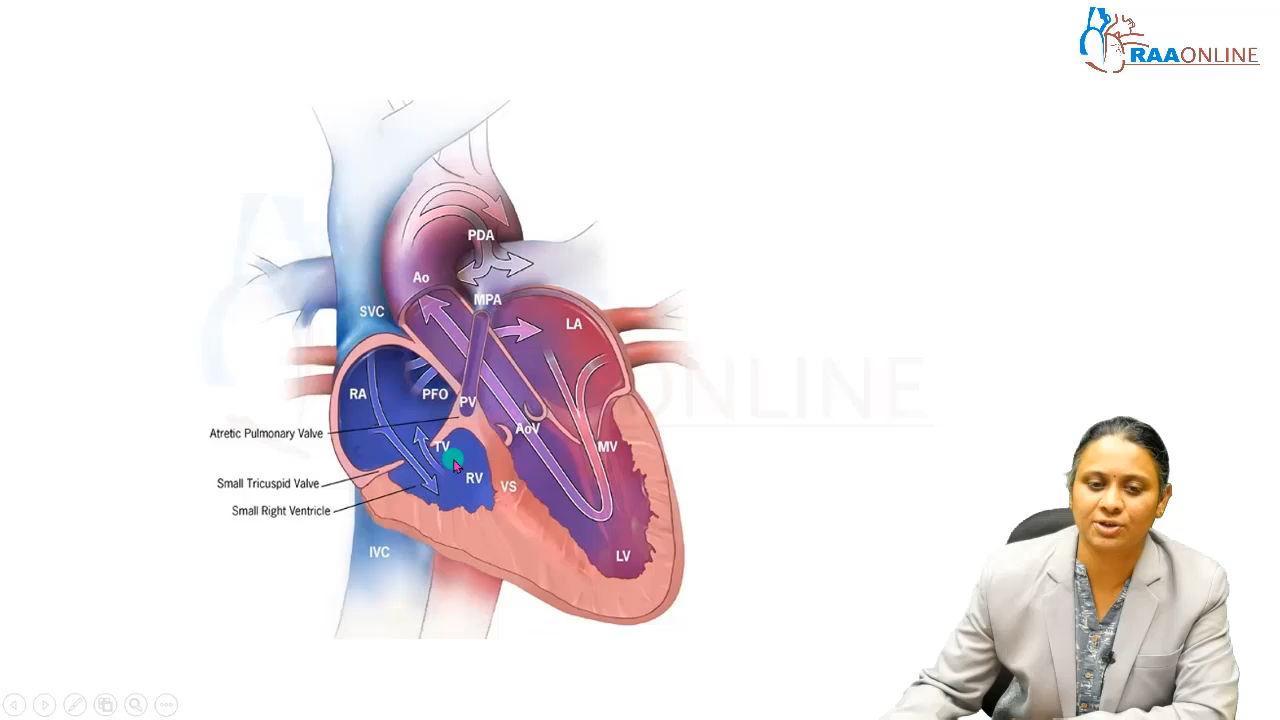 RAAONLINE
PDA
Ao
MPA
SVC
LA
RA
PFO
PV
AoV
Atretic Pulmonary Valve
TV
MV
RV
Small Tricuspid Valve
VS
Small Right Ventricle
IVC
LV
ONLINE